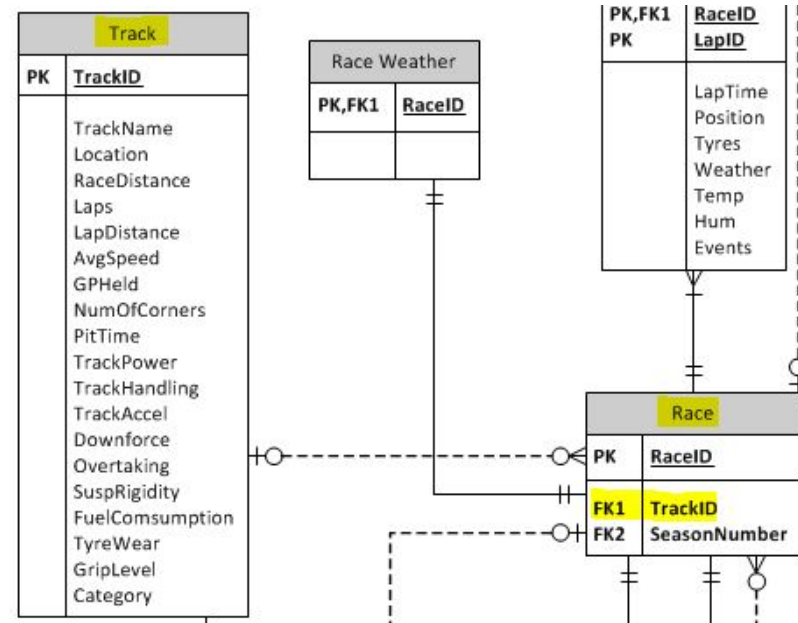 Track
PK TrackID
TrackName
Location
RaceDistance
Laps
LapDistance
AvgSpeed
GPHeld
NumOfCorners
PitTime
TrackPower
TrackHandling
TrackAccel
Downforce
Overtaking
SuspRigidity
FuelComsumption
TyreWear
GripLevel
Category
Race Weather
PK,FK1 RaceID
PK,FK1 RaceID
PK LapID
LapTime
Position
Tyres
Weather
Temp
Hum
Events
Race
PK RaceID
FK1 TrackID
FK2 SeasonNumber